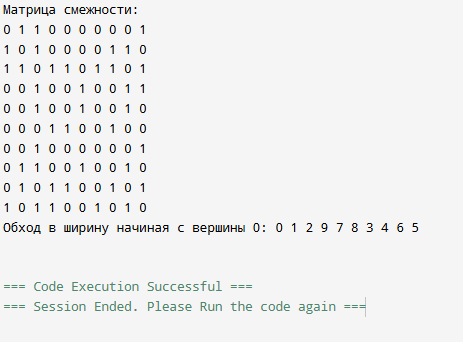 Матрица смежности:
0 1 1 0 0 0 0 0 0 1
1 0 1 0 0 0 0 1 1 0
1 1 0 1 1 0 1 1 0 1
0 0 1 0 0 1 0 0 1 1
0 0 1 0 0 1 0 0 1 0
0 0 0 1 1 0 0 1 0 0
0 0 1 0 0 0 0 0 0 1
0 1 1 0 0 1 0 0 1 0
0 1 0 1 1 0 0 1 0 1
1 0 1 1 0 0 1 0 1 0
Обход в ширину начиная с вершины 0: 0 1 2 9 7 8 3 4 6 5
=== Code Execution Successful ===
=== Session Ended. Please Run the code again ===